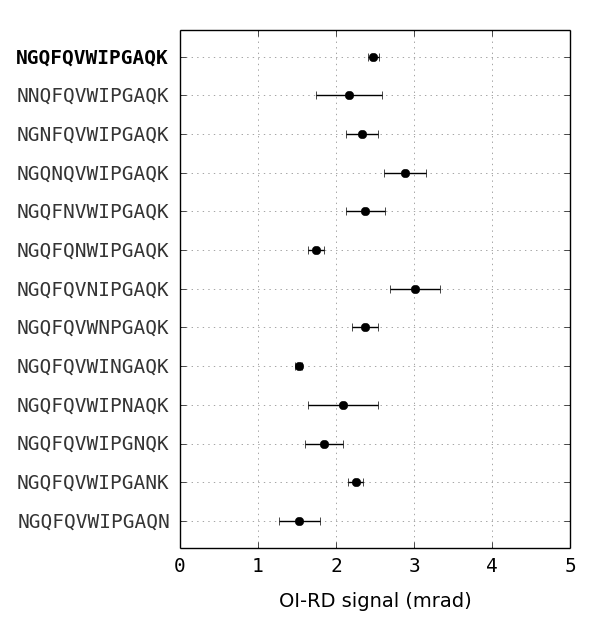 NGQFQVWIPGAQK
NNQFQVWIPGAQK
NGNFQVWIPGAQK
NGQNQVWIPGAQK
NGQFNVWIPGAQK
NGQFQNWIPGAQK
NGQFQVNIPGAQK
NGQFQVWNPGAQK
NGQFQVWINGAQK
NGQFQVWIPNAQK
NGQFQVWIPGNQK
NGQFQVWIPGANK
NGQFQVWIPGAQN
0 1 2 3 4 5
OI-RD signal (mrad)